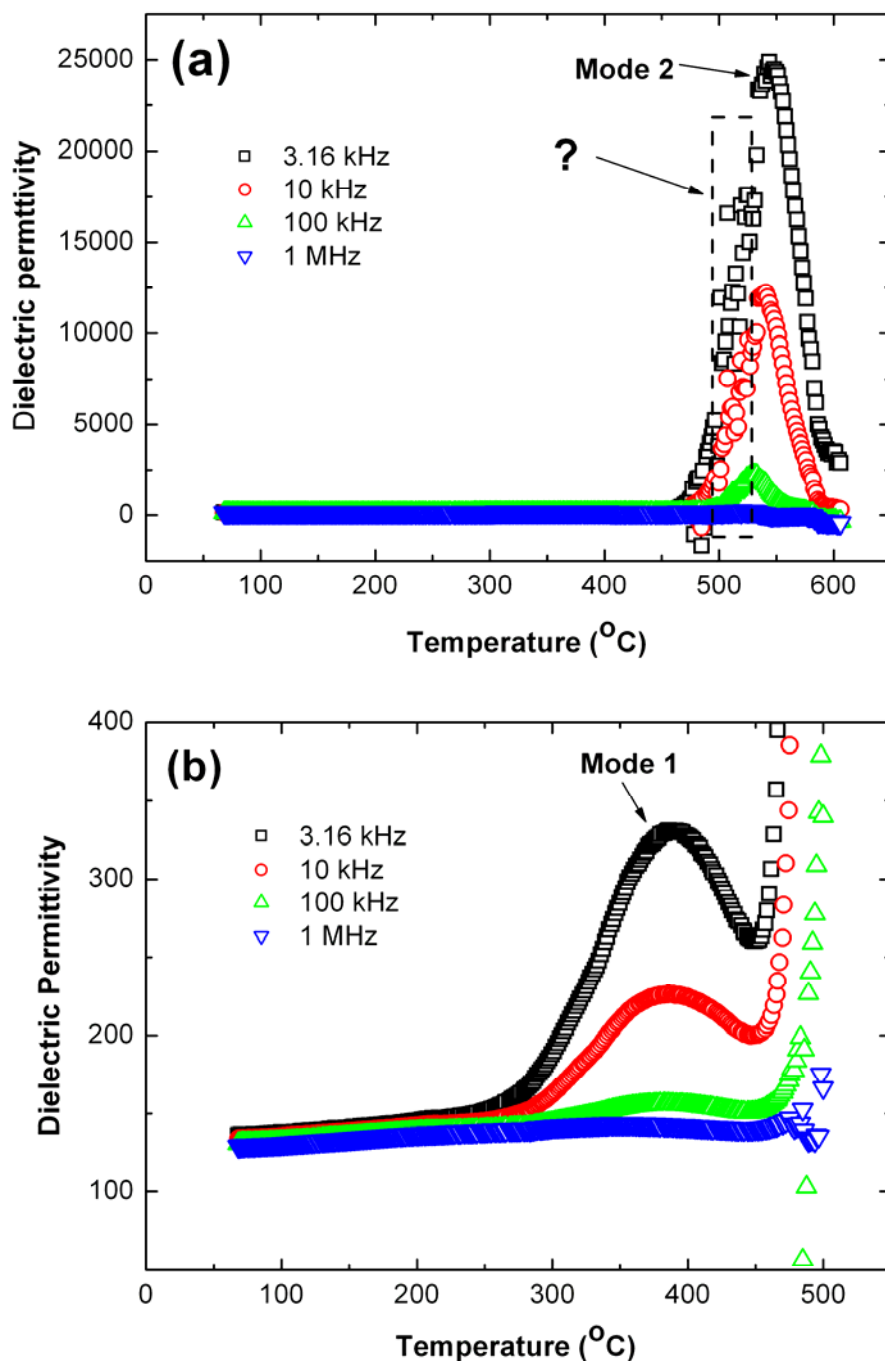 (a)
Mode 2
?
3.16 kHz
10 kHz
100 kHz
1 MHz
Dielectric permttivity
25000
20000
15000
10000
5000
0
0 100 200 300 400 500 600
Temperature (°C)
(b)
Mode 1
3.16 kHz
10 kHz
100 kHz
1 MHz
Dielectric Permittivity
400
300
200
100
0 100 200 300 400 500
Temperature (°C)